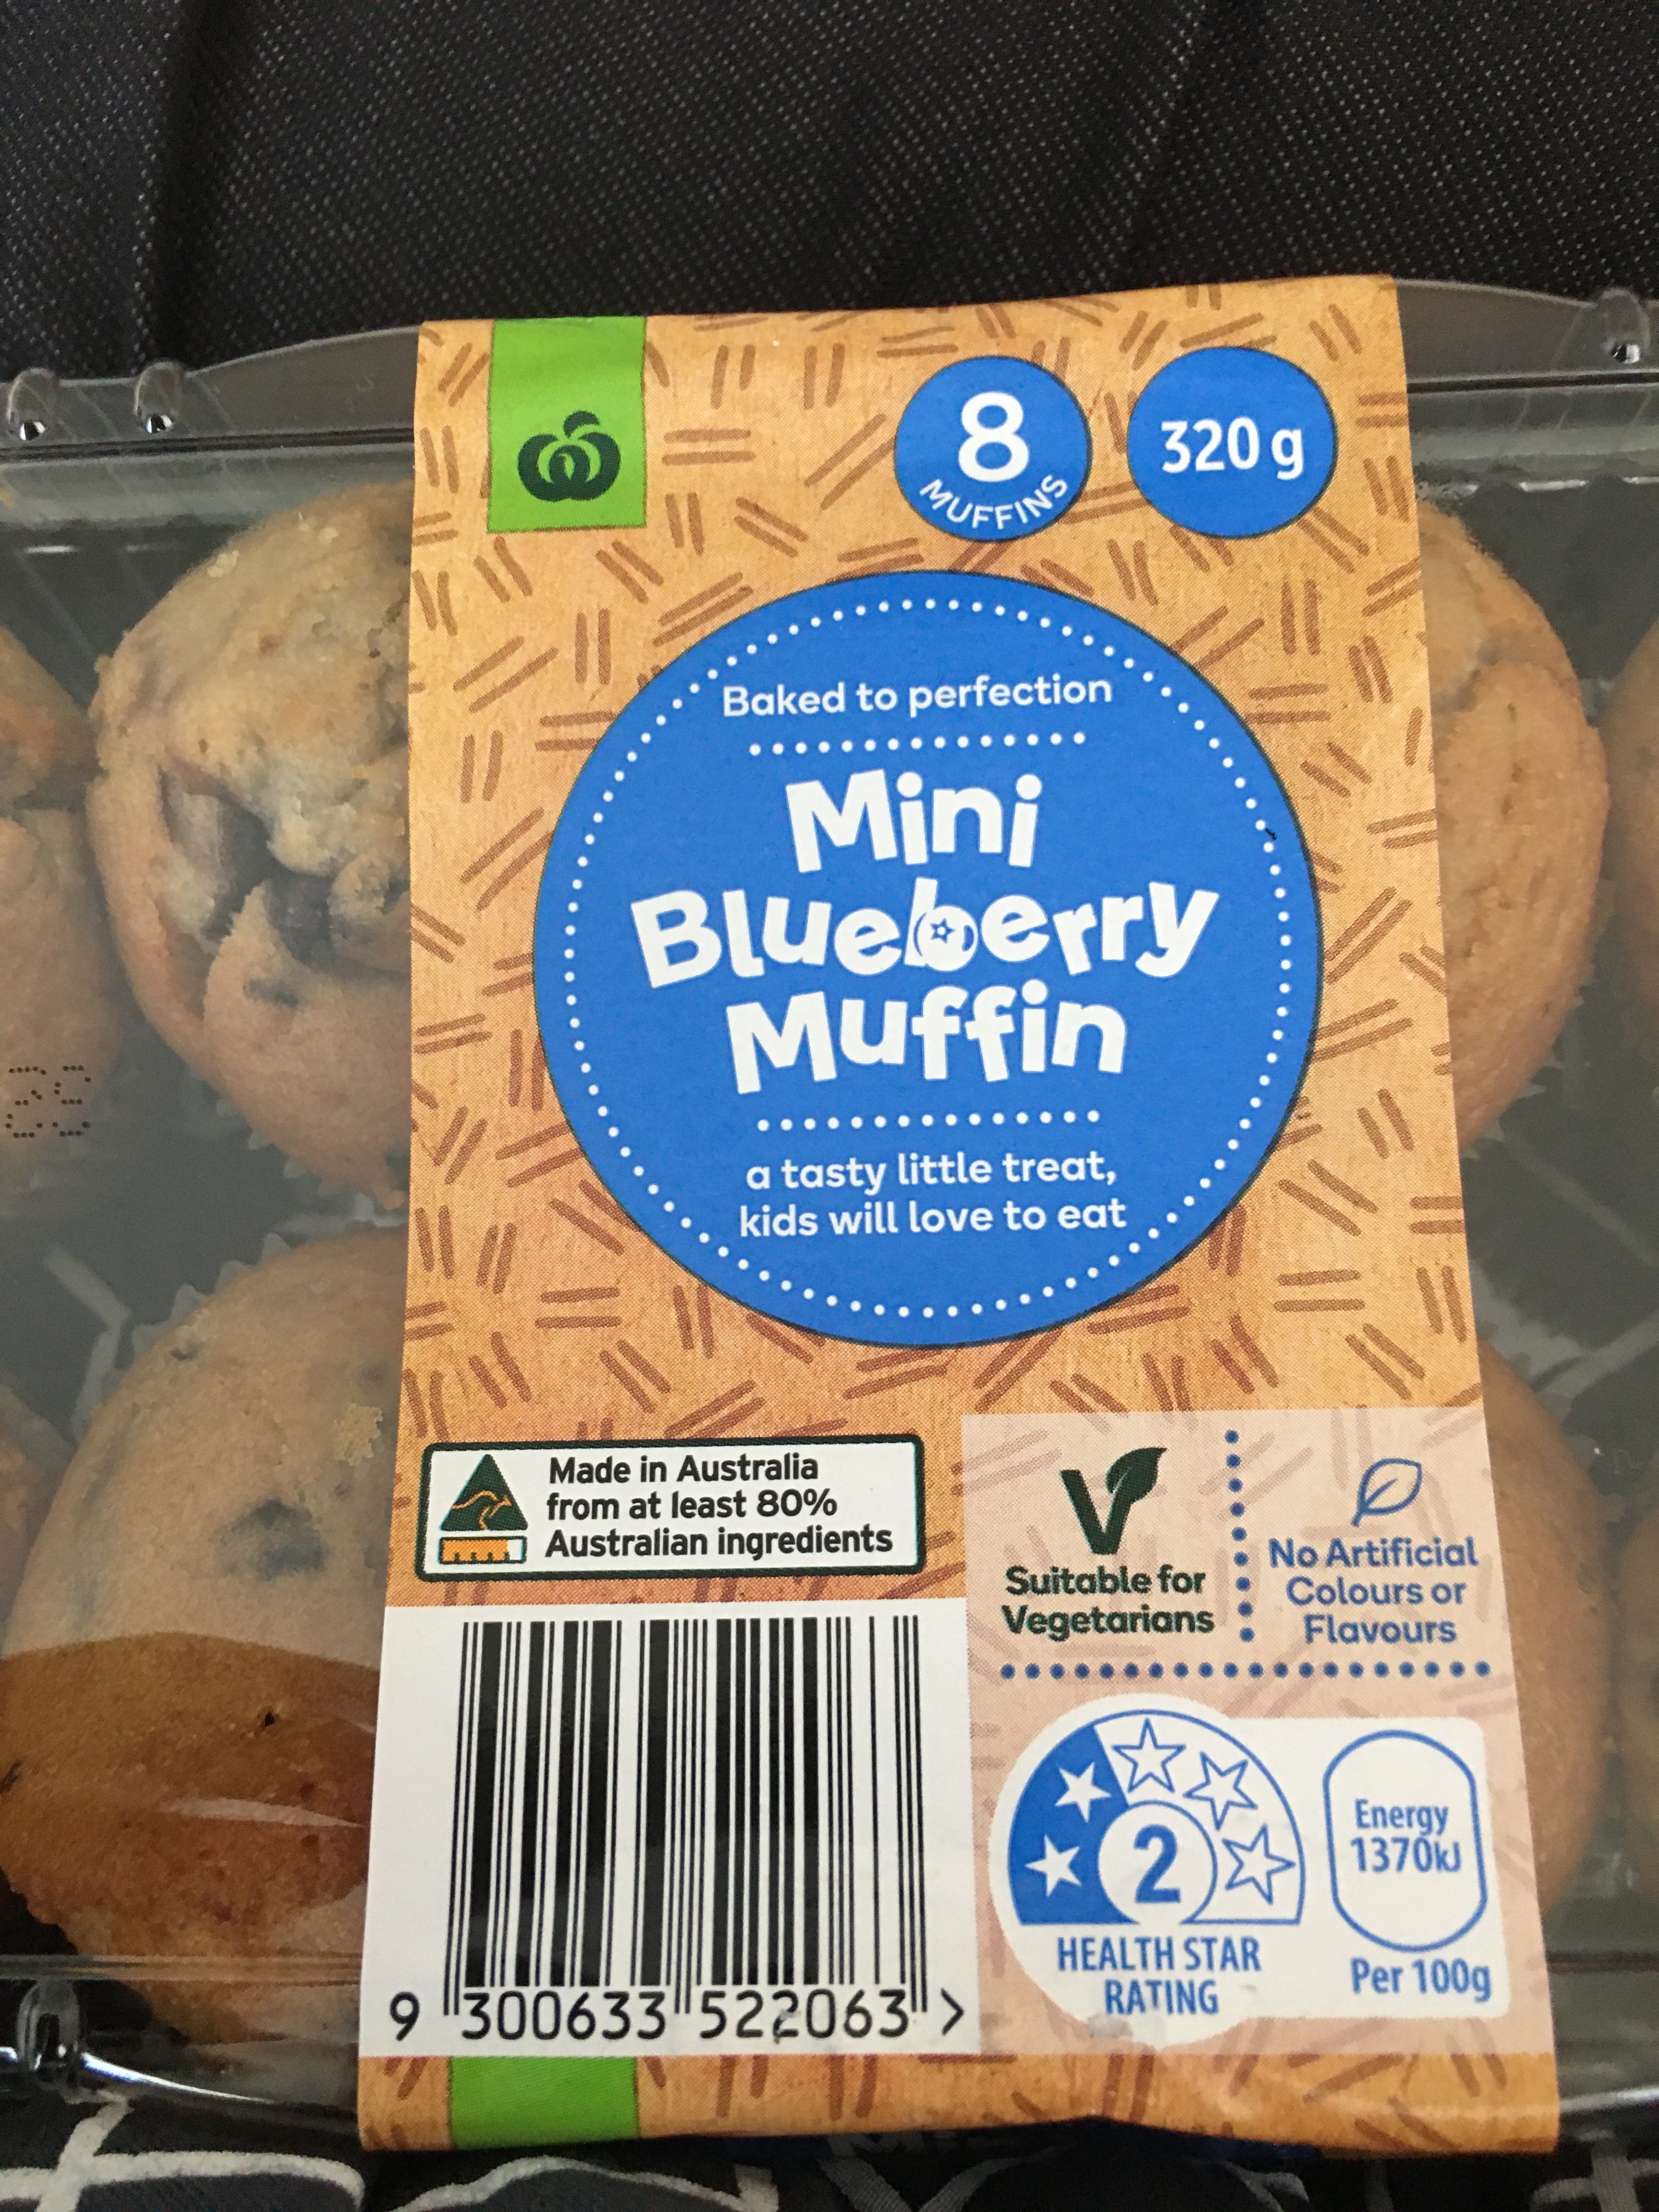 8
MUFFINS
320 g
Baked to perfection
Mini
Blueberry
Muffin
a tasty little treat,
kids will love to eat
Made in Australia
from at least 80%
Australian ingredients
Suitable for
Vegetarians
No Artificial
Colours or
Flavours
2
HEALTH STAR
RATING
Energy
1370kJ
Per 100g
9 300633 522063 >